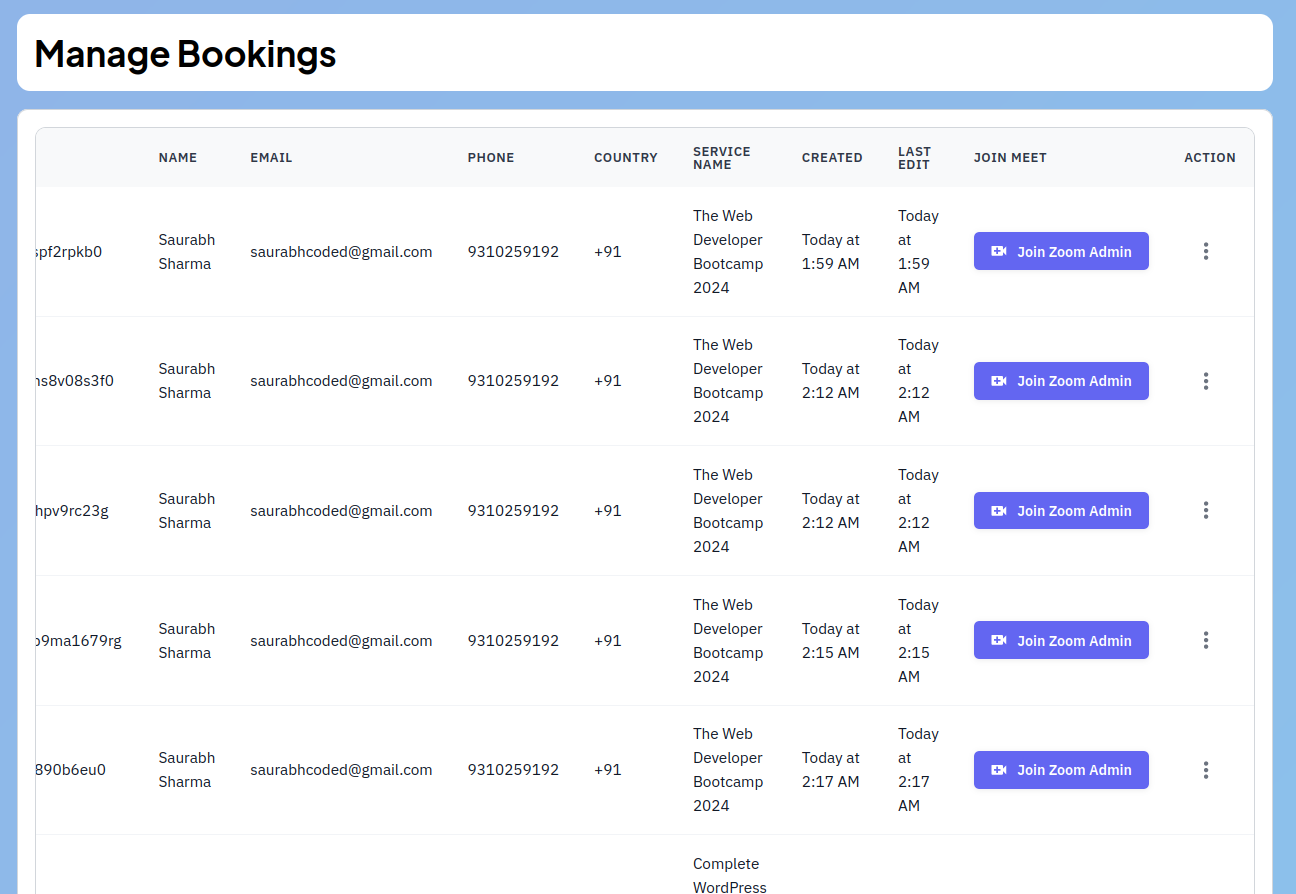 Manage Bookings
NAME EMAIL PHONE COUNTRY SERVICE NAME CREATED LAST EDIT JOIN MEET ACTION
spf2rpkb0 Saurabh Sharma saurabhcoded@gmail.com 9310259192 +91 The Web Developer Bootcamp 2024 Today at 1:59 AM Today at 1:59 AM Join Zoom Admin
ns8v08s3f0 Saurabh Sharma saurabhcoded@gmail.com 9310259192 +91 The Web Developer Bootcamp 2024 Today at 2:12 AM Today at 2:12 AM Join Zoom Admin
hpv9rc23g Saurabh Sharma saurabhcoded@gmail.com 9310259192 +91 The Web Developer Bootcamp 2024 Today at 2:12 AM Today at 2:12 AM Join Zoom Admin
9ma1679rg Saurabh Sharma saurabhcoded@gmail.com 9310259192 +91 The Web Developer Bootcamp 2024 Today at 2:15 AM Today at 2:15 AM Join Zoom Admin
890b6eu0 Saurabh Sharma saurabhcoded@gmail.com 9310259192 +91 The Web Developer Bootcamp 2024 Today at 2:17 AM Today at 2:17 AM Join Zoom Admin
Complete WordPress